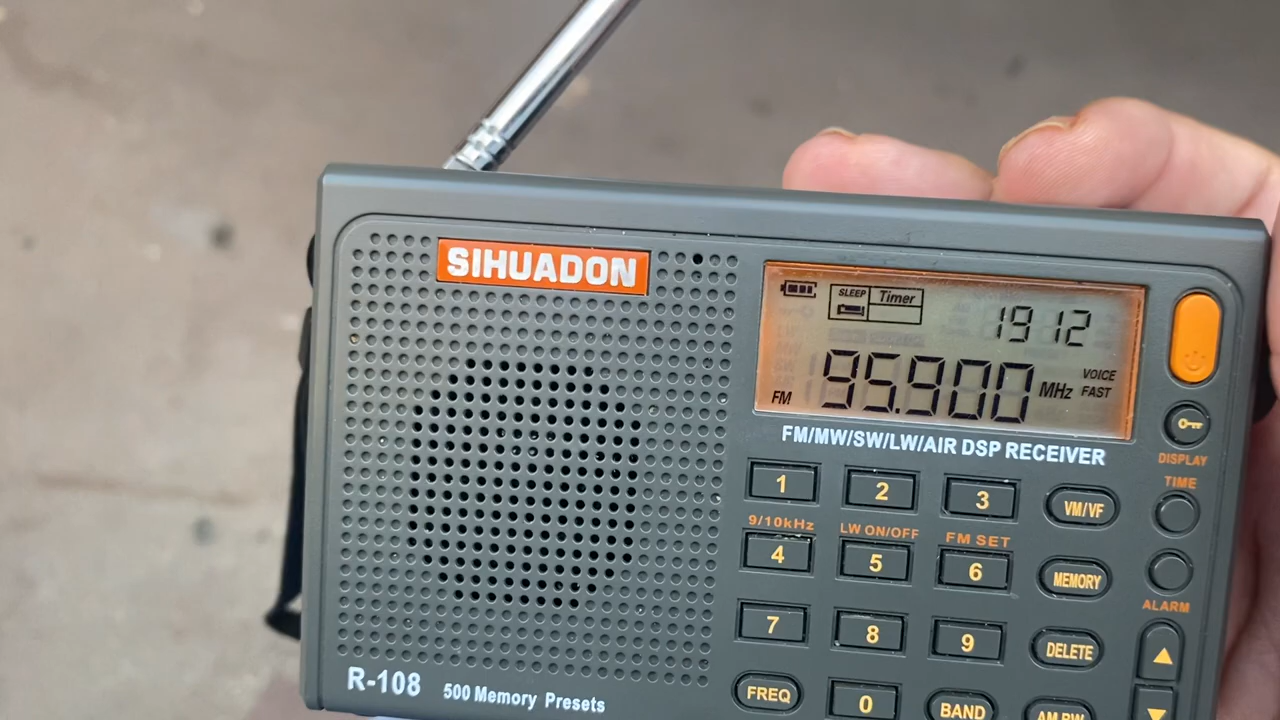 SIHUADON
SLEEP Timer
19 12
FM 95.900 MHz
VOICE
FAST
FM/MW/SW/LW/AIR DSP RECEIVER
1 2 3 VM/VF
DISPLAY
TIME
9/10kHz LW ON/OFF FM SET
4 5 6 MEMORY
ALARM
7 8 9 DELETE
FREQ 0 BAND AM BW
R-108 500 Memory Presets